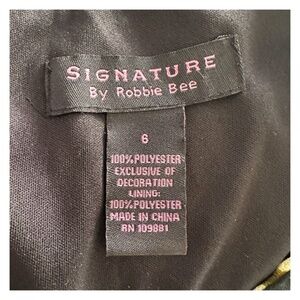 SIGNATURE
By Robbie Bee
6
100% POLYESTER
EXCLUSIVE OF
DECORATION
LINING:
100% POLYESTER
MADE IN CHINA
RN 109881